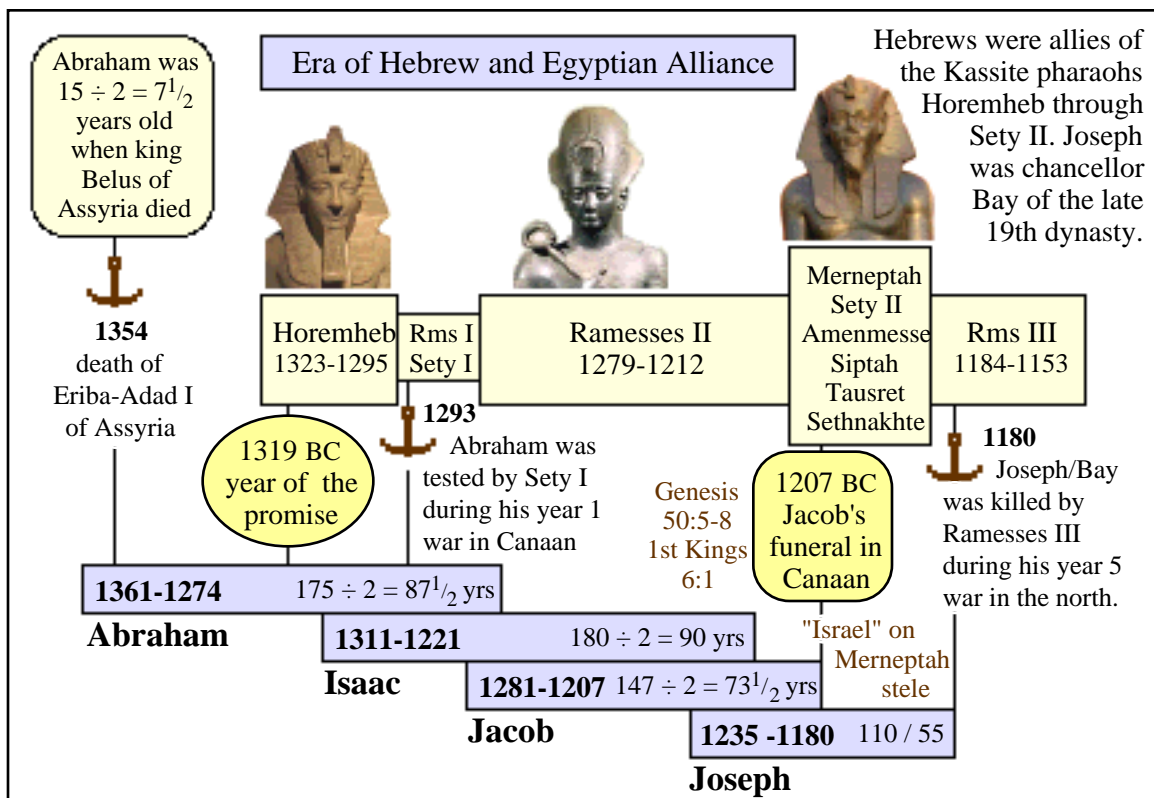 Abraham was
15 ÷ 2 = 7 1/2
years old
when king
Belus of
Assyria died
Era of Hebrew and Egyptian Alliance
Hebrews were allies of
the Kassite pharaohs
Horemheb through
Sety II. Joseph
was chancellor
Bay of the late
19th dynasty.
1354
death of
Eriba-Adad I
of Assyria
Horemheb
1323-1295
Rms I
Sety I
Ramesses II
1279-1212
Merneptah
Sety II
Amenmesse
Siptah
Tausret
Sethnakhte
Rms III
1184-1153
1319 BC
year of the
promise
1293
Abraham was
tested by Sety I
during his year 1
war in Canaan
Genesis
50:5-8
1st Kings
6:1
1207 BC
Jacob's
funeral in
Canaan
1180
Joseph/Bay
was killed by
Ramesses III
during his year 5
war in the north.
1361-1274 175 ÷ 2 = 87 1/2 yrs
Abraham
1311-1221 180 ÷ 2 = 90 yrs
Isaac
"Israel" on
Merneptah
stele
1281-1207 147 ÷ 2 = 73 1/2 yrs
Jacob
1235 -1180 110 / 55
Joseph